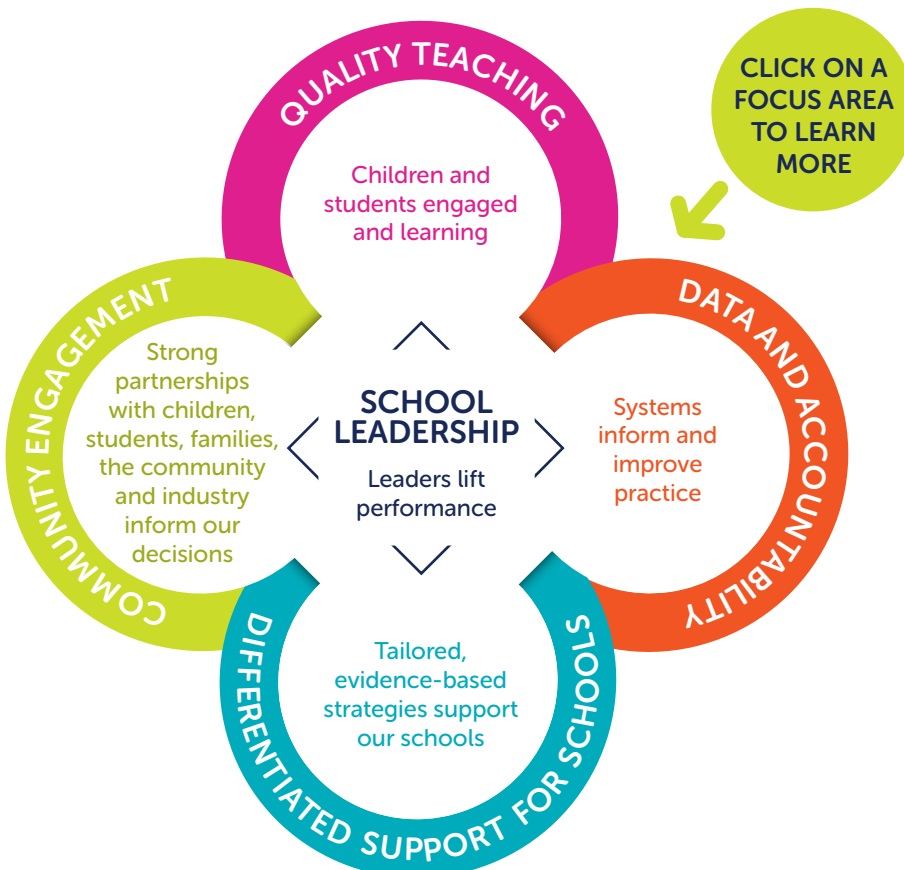 QUALITY TEACHING
Children and
students engaged
and learning
CLICK ON A
FOCUS AREA
TO LEARN
MORE
COMMUNITY ENGAGEMENT
Strong
partnerships
with children,
students, families,
the community
and industry
inform our
decisions
SCHOOL
LEADERSHIP
Leaders lift
performance
DATA AND ACCOUNTABILITY
Systems
inform and
improve
practice
DIFFERENTIATED SUPPORT FOR SCHOOLS
Tailored,
evidence-based
strategies support
our schools